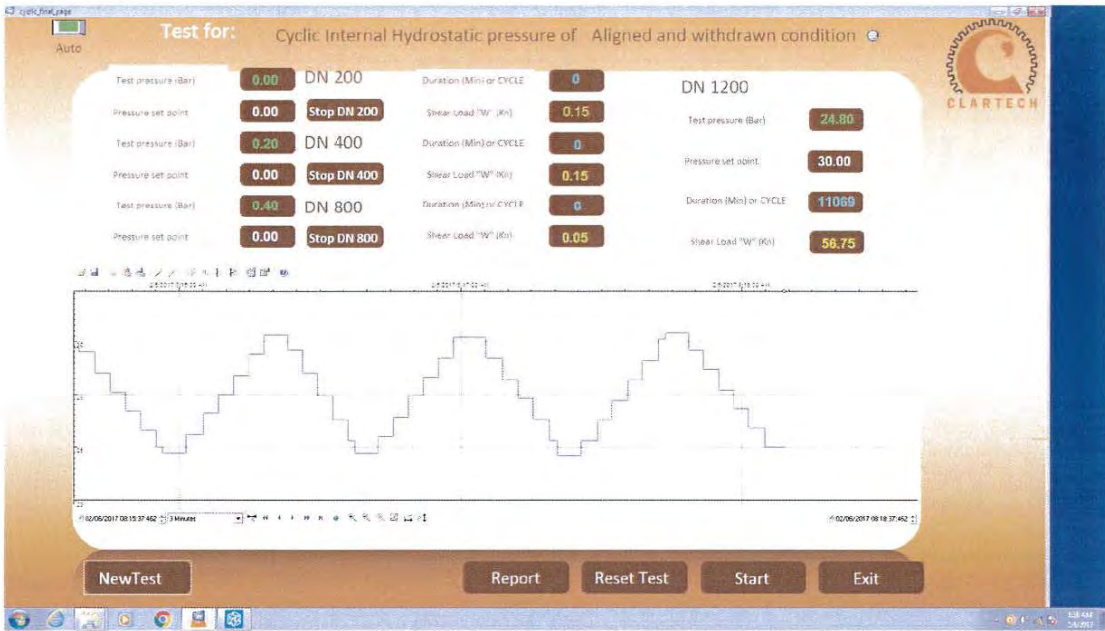 cyclic_final_page
Auto
Test for: Cyclic Internal Hydrostatic pressure of Aligned and withdrawn condition
CLARTECH
Test pressure (Bar) 0.00 DN 200 Duration (Min) or CYCLE 0
Pressure set point 0.00 Stop DN 200 Shear Load "W" (Kn) 0.15
Test pressure (Bar) 0.20 DN 400 Duration (Min) or CYCLE 0
Pressure set point 0.00 Stop DN 400 Shear Load "W" (Kn) 0.15
Test pressure (Bar) 0.40 DN 800 Duration (Min) or CYCLE 0
Pressure set point 0.00 Stop DN 800 Shear Load "W" (Kn) 0.05
DN 1200
Test pressure (Bar) 24.80
Pressure set point 30.00
Duration (Min) or CYCLE 11069
Shear Load "W" (Kn) 56.75
02/06/2017 08:15:37:462 3 Minutes 02/06/2017 08:18:37:462
NewTest Report Reset Test Start Exit